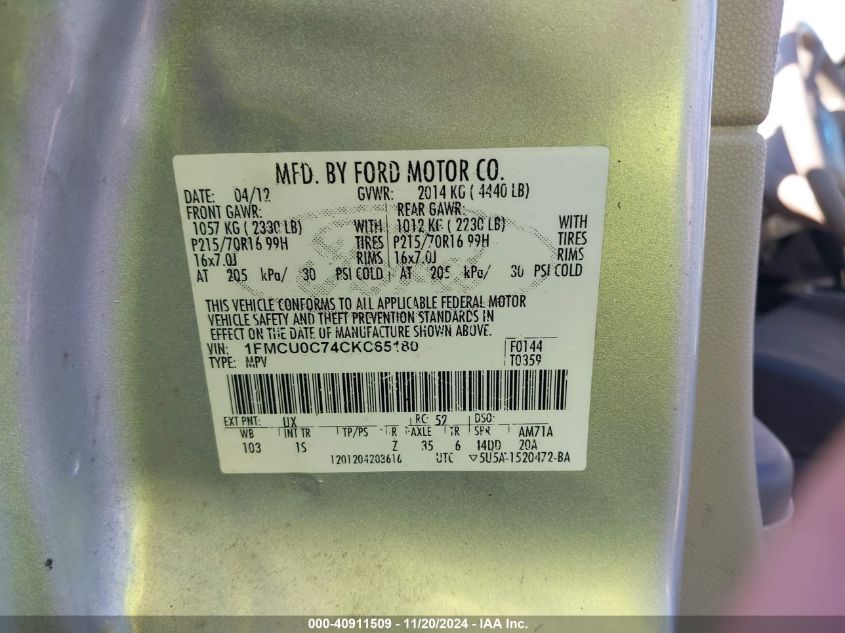 MFD. BY FORD MOTOR CO.
DATE: 04/12 GVWR: 2014 KG ( 4440 LB)
FRONT GAWR: REAR GAWR:
1057 KG ( 2330 LB) WITH 1012 KG ( 2230 LB) WITH
P215/70R16 99H TIRES P215/70R16 99H TIRES
16x7.0J RIMS 16x7.0J RIMS
AT 205 kPa/ 30 PSI COLD AT 205 kPa/ 30 PSI COLD
THIS VEHICLE CONFORMS TO ALL APPLICABLE FEDERAL MOTOR
VEHICLE SAFETY AND THEFT PREVENTION STANDARDS IN
EFFECT ON THE DATE OF MANUFACTURE SHOWN ABOVE.
VIN: 1FMCU0C74CKC65180 F0144
TYPE: MPV T0359
EXT PNT: UX RC: 52 DSO:
WB INT TR TP/PS R AXLE TR SPR AM71A
103 1S Z 35 6 14DD 20A
1201204203616 UTC ▽5U5A-1520472-BA
000-40911509 - 11/20/2024 - IAA Inc.